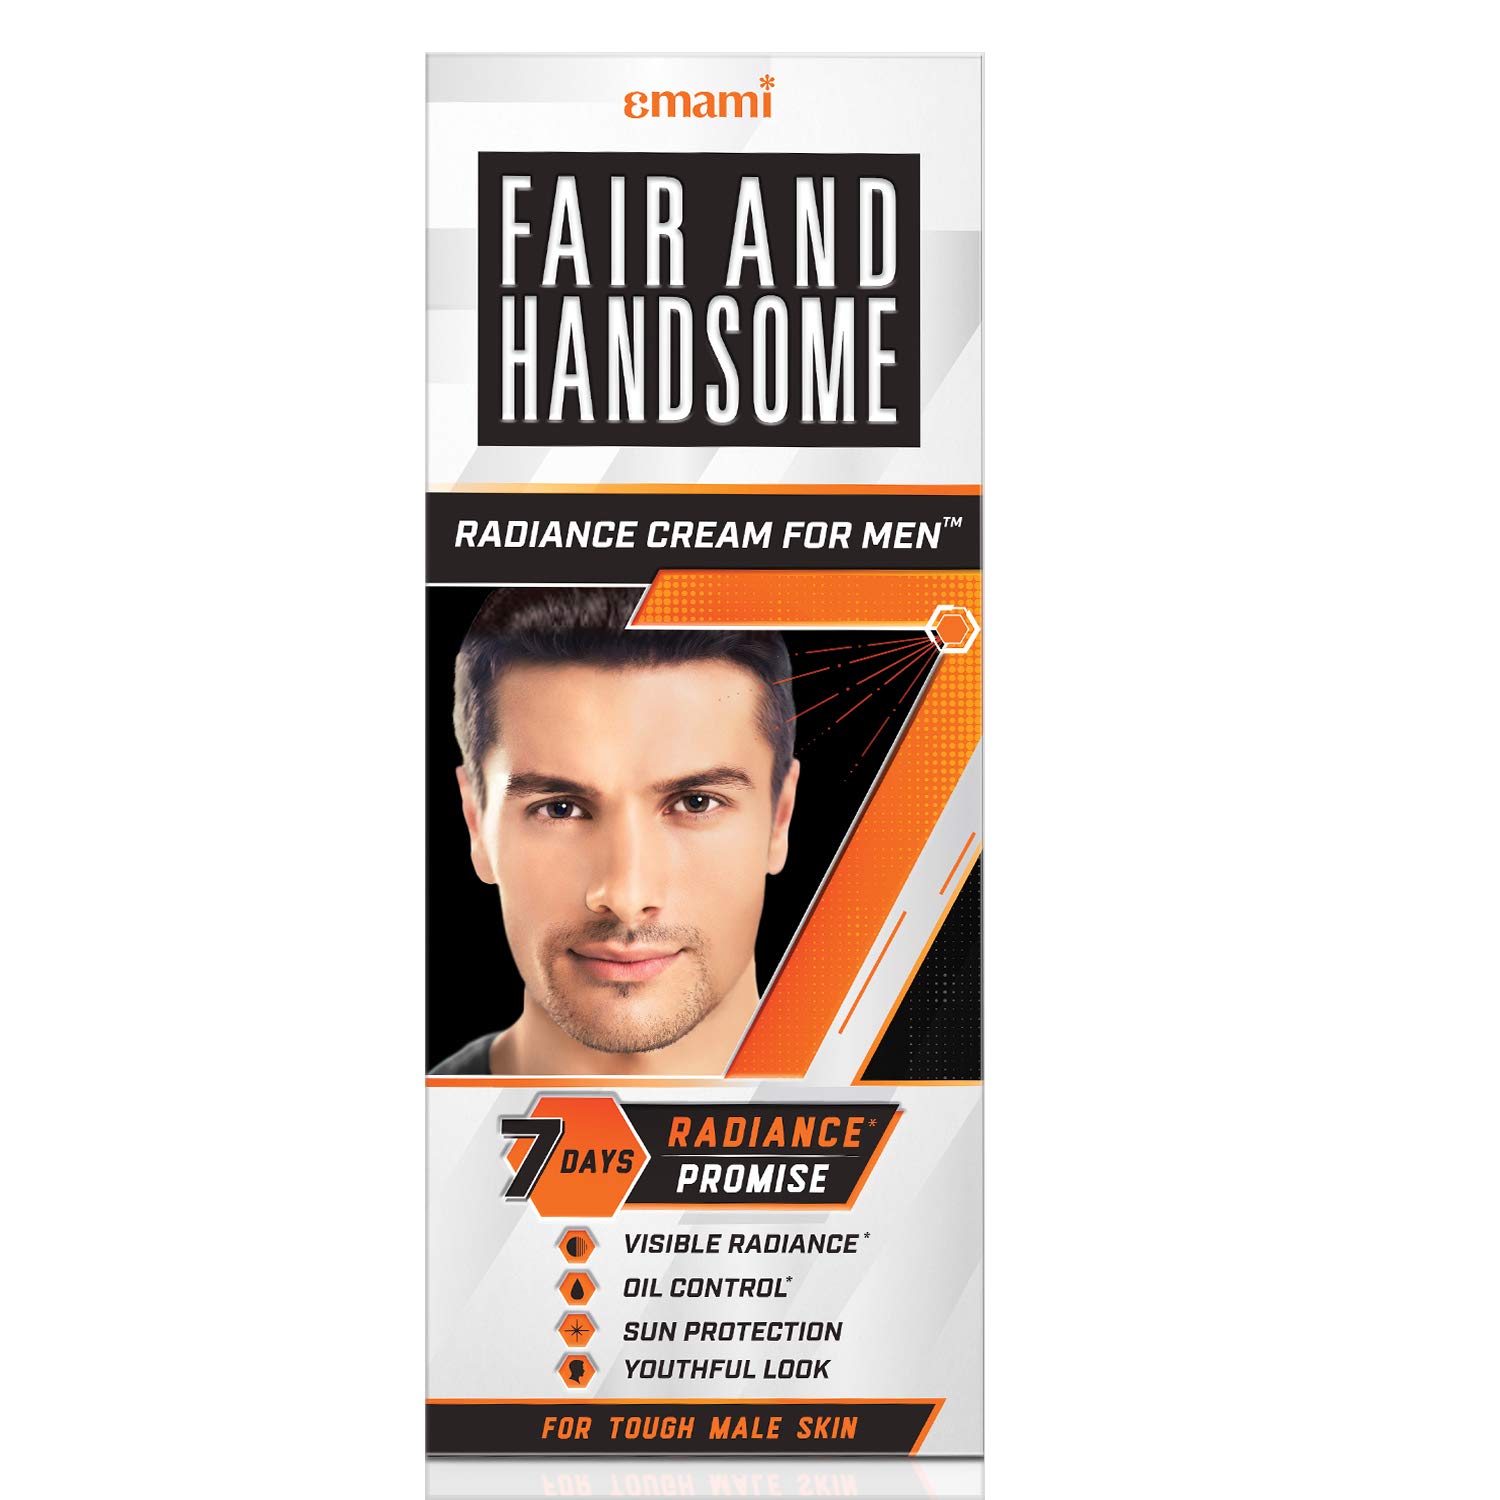 emami*
FAIR AND
HANDSOME
RADIANCE CREAM FOR MEN™
7 DAYS
RADIANCE*
PROMISE
VISIBLE RADIANCE*
OIL CONTROL*
SUN PROTECTION
YOUTHFUL LOOK
FOR TOUGH MALE SKIN